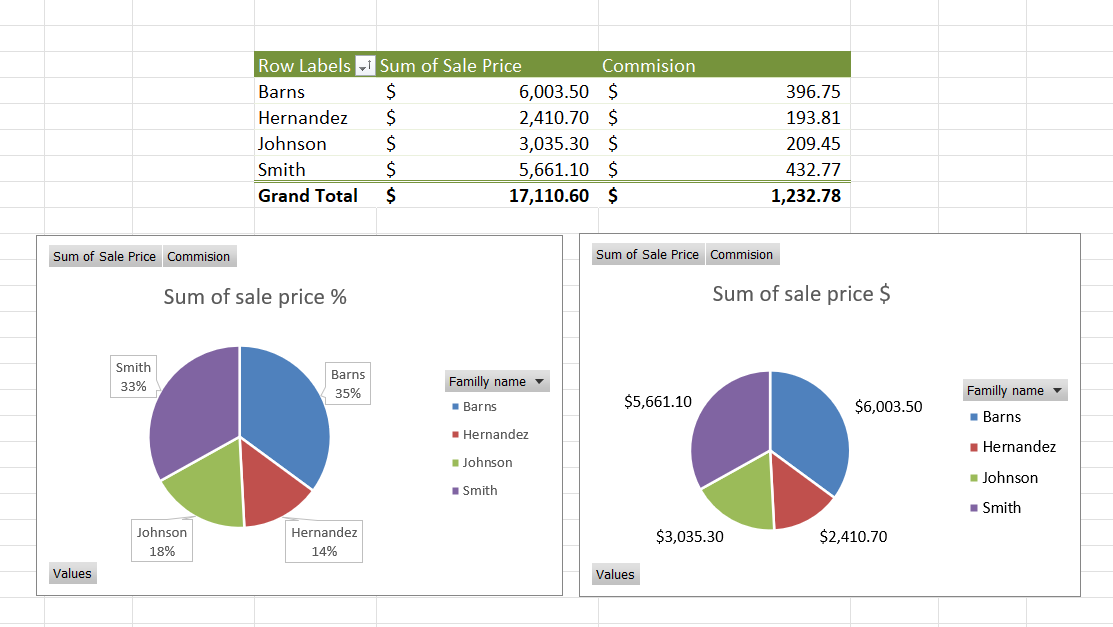 Row Labels Sum of Sale Price Commision
Barns $ 6,003.50 $ 396.75
Hernandez $ 2,410.70 $ 193.81
Johnson $ 3,035.30 $ 209.45
Smith $ 5,661.10 $ 432.77
Grand Total $ 17,110.60 $ 1,232.78
Sum of Sale Price Commision
Sum of sale price %
Smith
33%
Barns
35%
Johnson
18%
Hernandez
14%
Familly name
Barns
Hernandez
Johnson
Smith
Values
Sum of Sale Price Commision
Sum of sale price $
$5,661.10
$6,003.50
$3,035.30
$2,410.70
Familly name
Barns
Hernandez
Johnson
Smith
Values